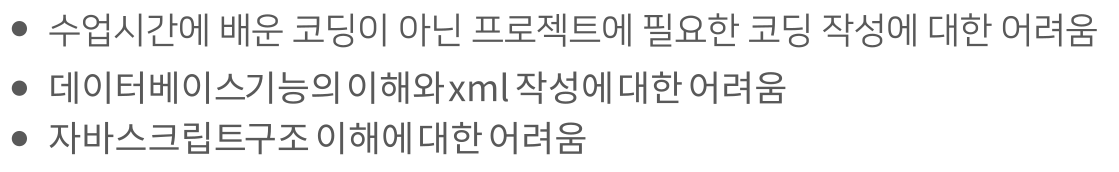 ● 수업시간에 배운 코딩이 아닌 프로젝트에 필요한 코딩 작성에 대한 어려움
● 데이터베이스기능의 이해와 xml 작성에 대한 어려움
● 자바스크립트구조 이해에 대한 어려움